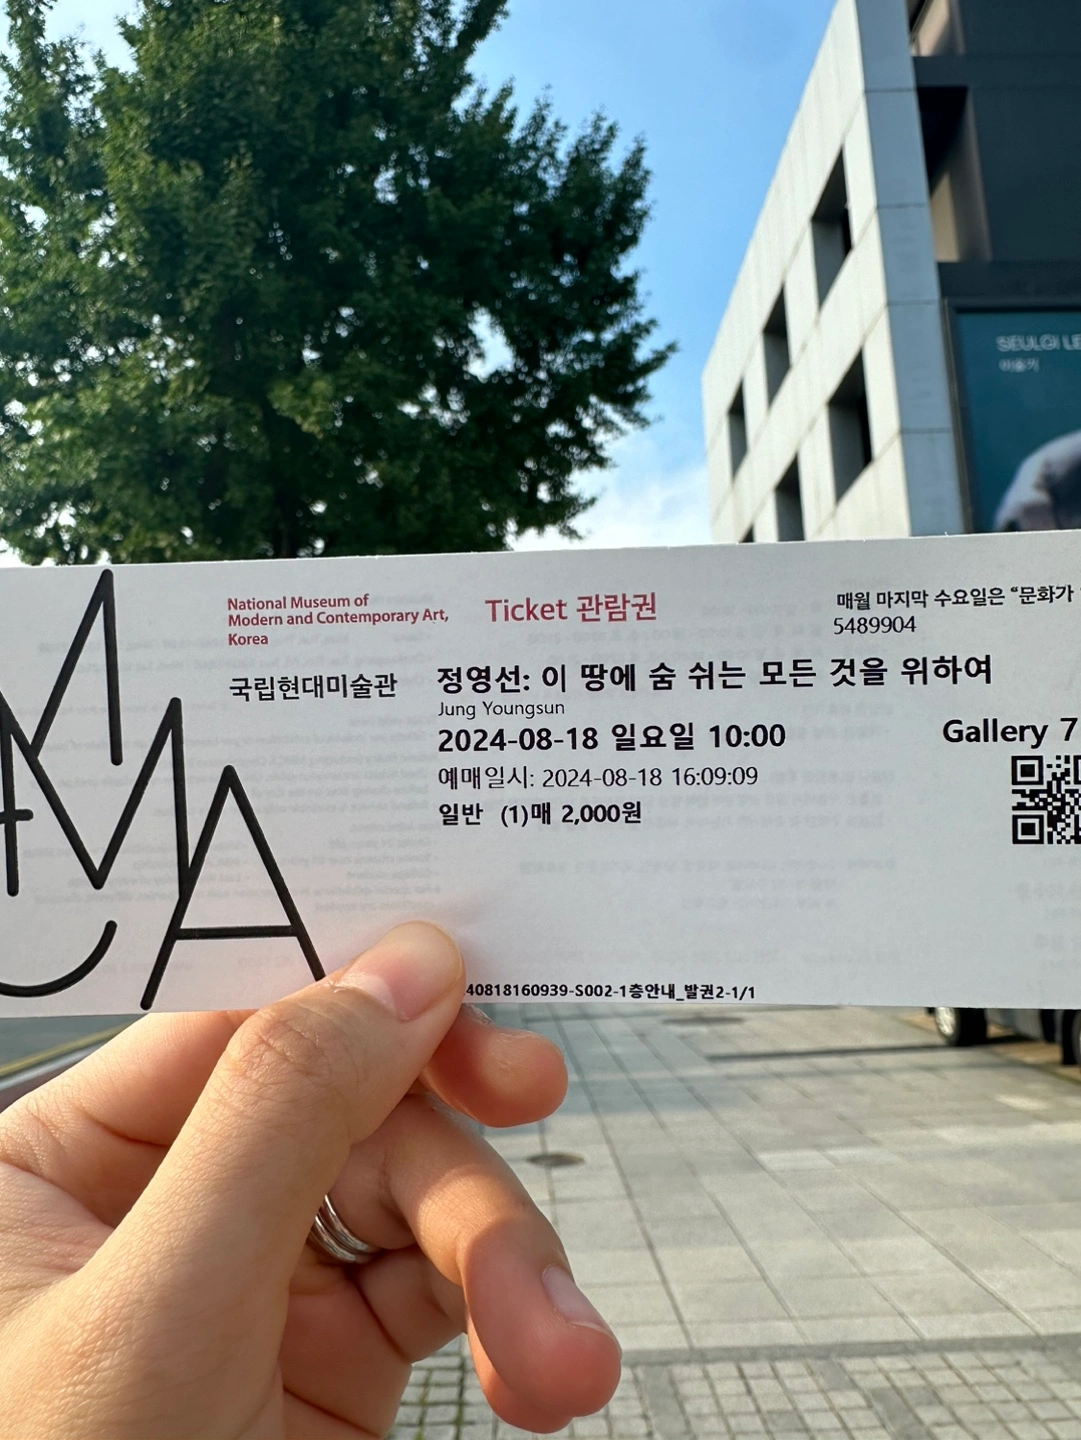 SEULGI LE
이슬기
MMCA
National Museum of
Modern and Contemporary Art,
Korea
국립현대미술관
Ticket 관람권
매월 마지막 수요일은 “문화가
5489904
정영선: 이 땅에 숨 쉬는 모든 것을 위하여
Jung Youngsun
2024-08-18 일요일 10:00
Gallery 7
예매일시: 2024-08-18 16:09:09
일반 (1)매 2,000원
40818160939-S002-1층안내_발권2-1/1